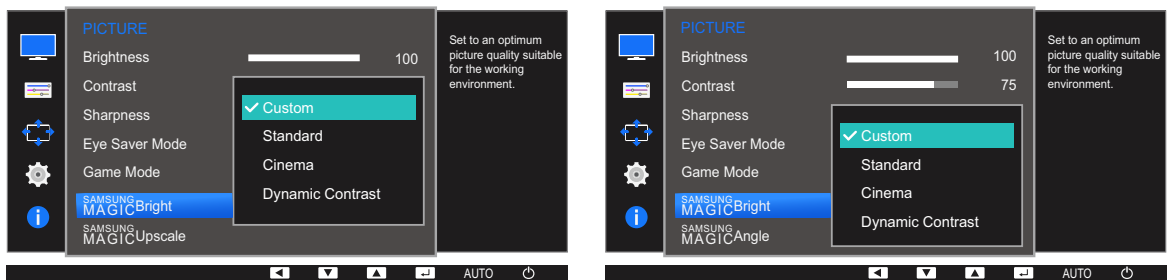 PICTURE
Brightness 100
Contrast
Sharpness
Eye Saver Mode
Game Mode
SAMSUNG
MAGICBright
SAMSUNG
MAGICUpscale
Custom
Standard
Cinema
Dynamic Contrast
Set to an optimum
picture quality suitable
for the working
environment.
AUTO
PICTURE
Brightness 100
Contrast 75
Sharpness
Eye Saver Mode
Game Mode
SAMSUNG
MAGICBright
SAMSUNG
MAGICAngle
Custom
Standard
Cinema
Dynamic Contrast
Set to an optimum
picture quality suitable
for the working
environment.
AUTO